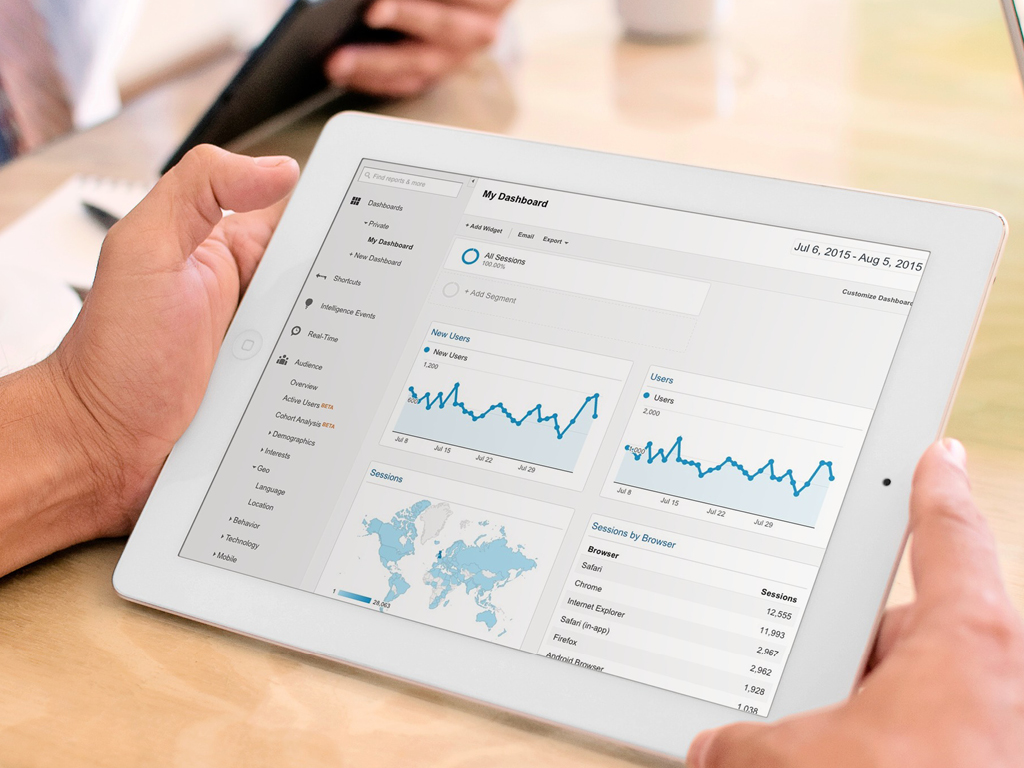 Find reports & more
Dashboards
Private
My Dashboard
+ New Dashboard
Shortcuts
Intelligence Events
Real-Time
Audience
Overview
Active Users BETA
Cohort Analysis BETA
Demographics
Interests
Geo
Language
Location
Behavior
Technology
Mobile
My Dashboard
+ Add Widget Email Export
Jul 6, 2015 - Aug 5, 2015
Customize Dashboard
All Sessions
100.00%
+ Add Segment
New Users
New Users
1,200
600
Jul 8 Jul 15 Jul 22 Jul 29
Users
Users
2,000
1,000
Jul 8 Jul 15 Jul 22 Jul 29
Sessions
1 28,063
Sessions by Browser
Browser Sessions
Safari 12,555
Chrome 11,993
Internet Explorer 2,967
Safari (in-app) 2,962
Firefox 1,928
Android Browser 1,038